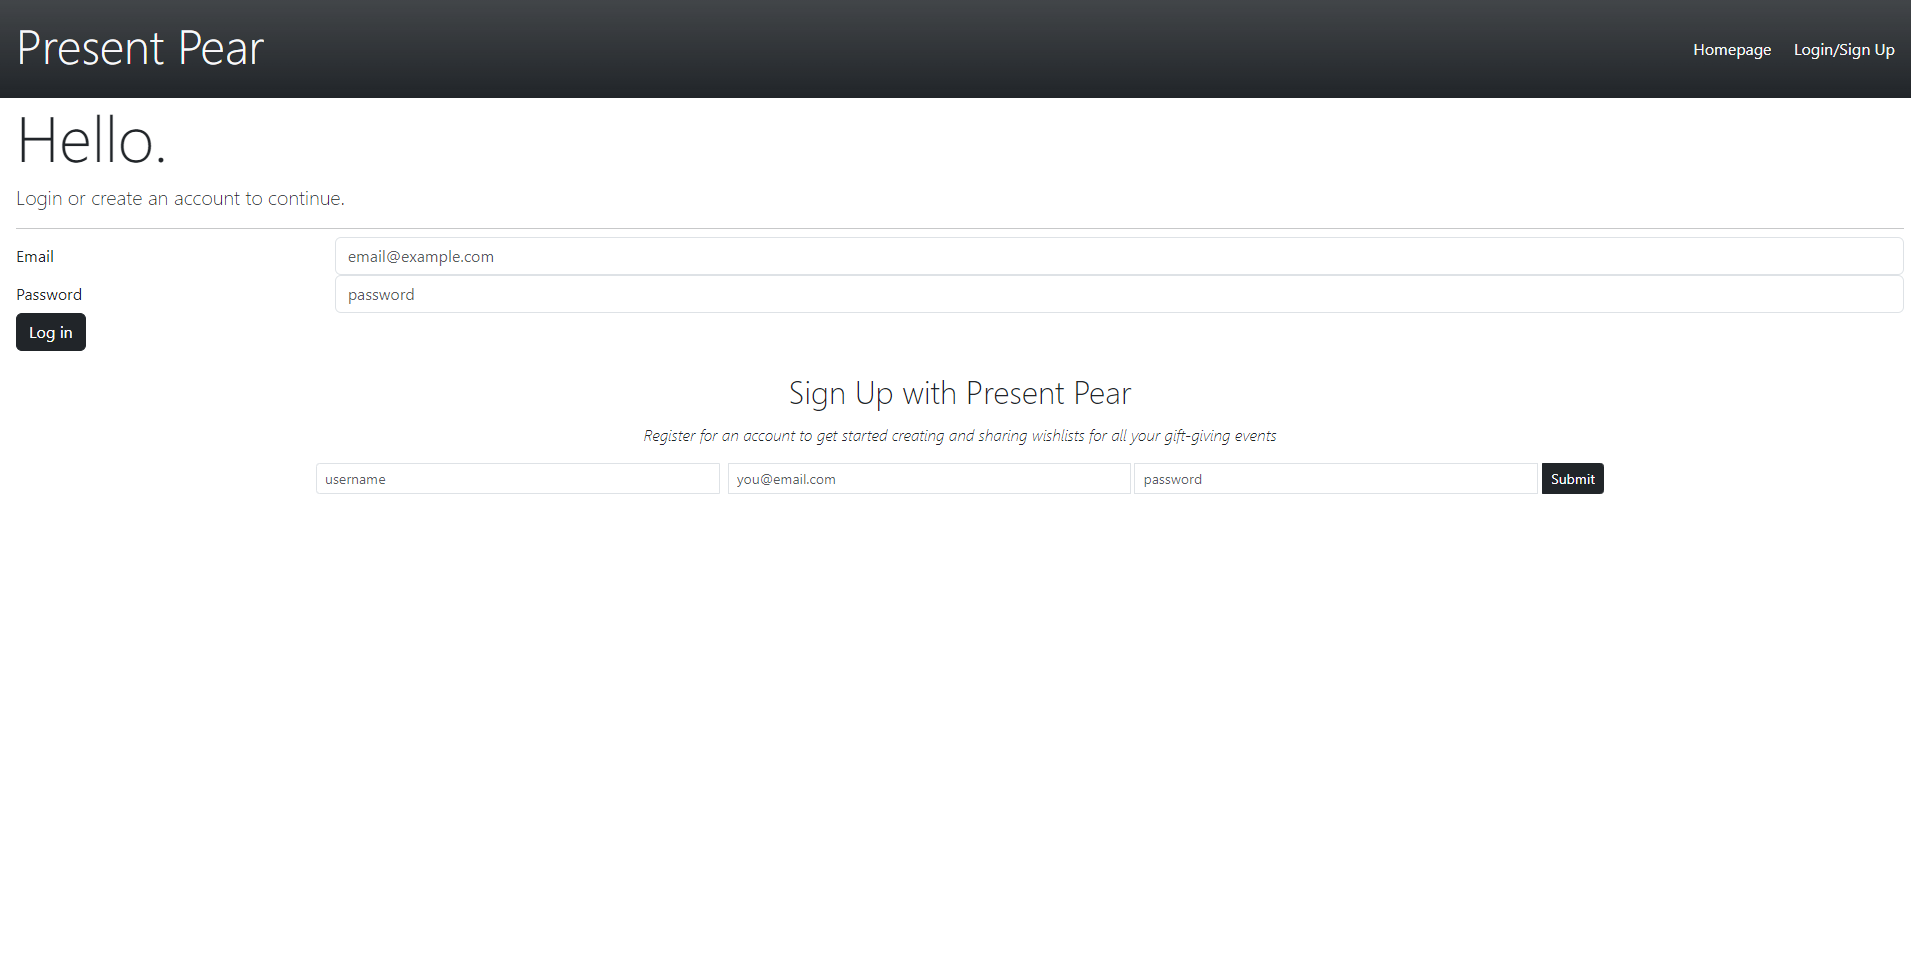 Present Pear
Homepage Login/Sign Up
Hello.
Login or create an account to continue.
Email email@example.com
Password password
Log in
Sign Up with Present Pear
Register for an account to get started creating and sharing wishlists for all your gift-giving events
username you@email.com password Submit